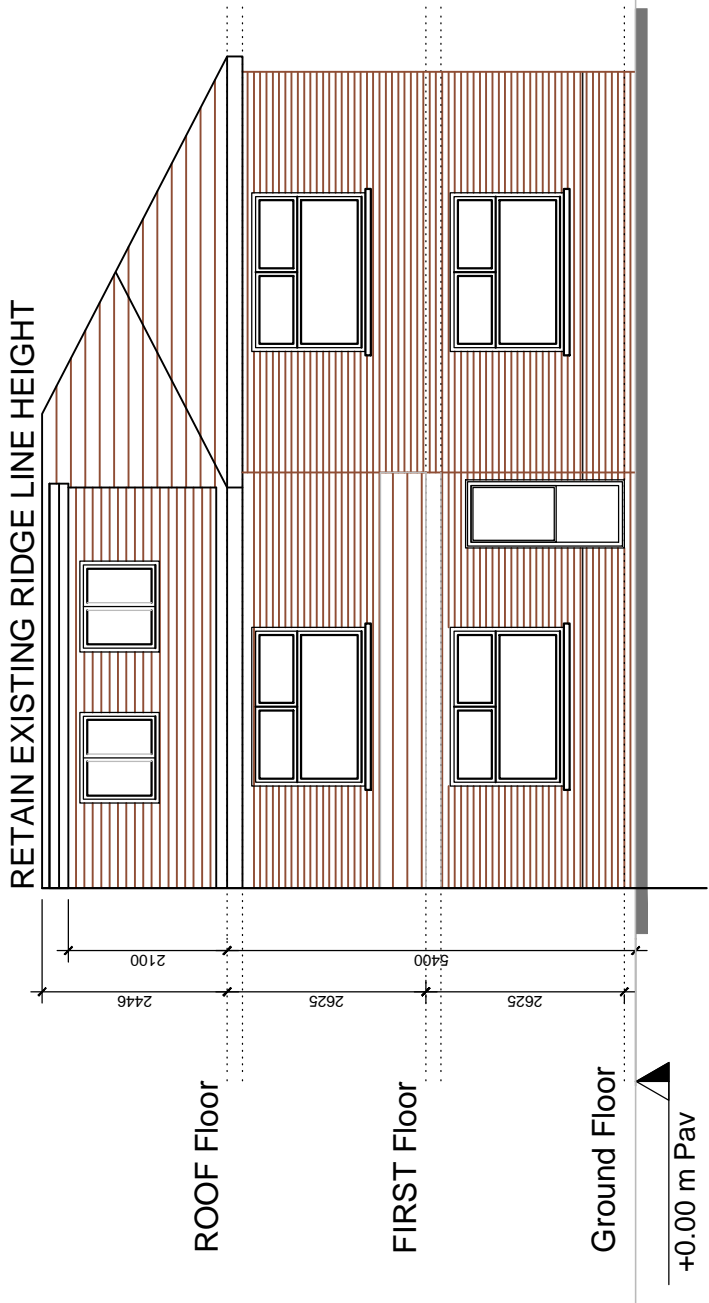 RETAIN EXISTING RIDGE LINE HEIGHT
2100
5400
2446
2625
2625
ROOF Floor
FIRST Floor
Ground Floor
+0.00 m Pav